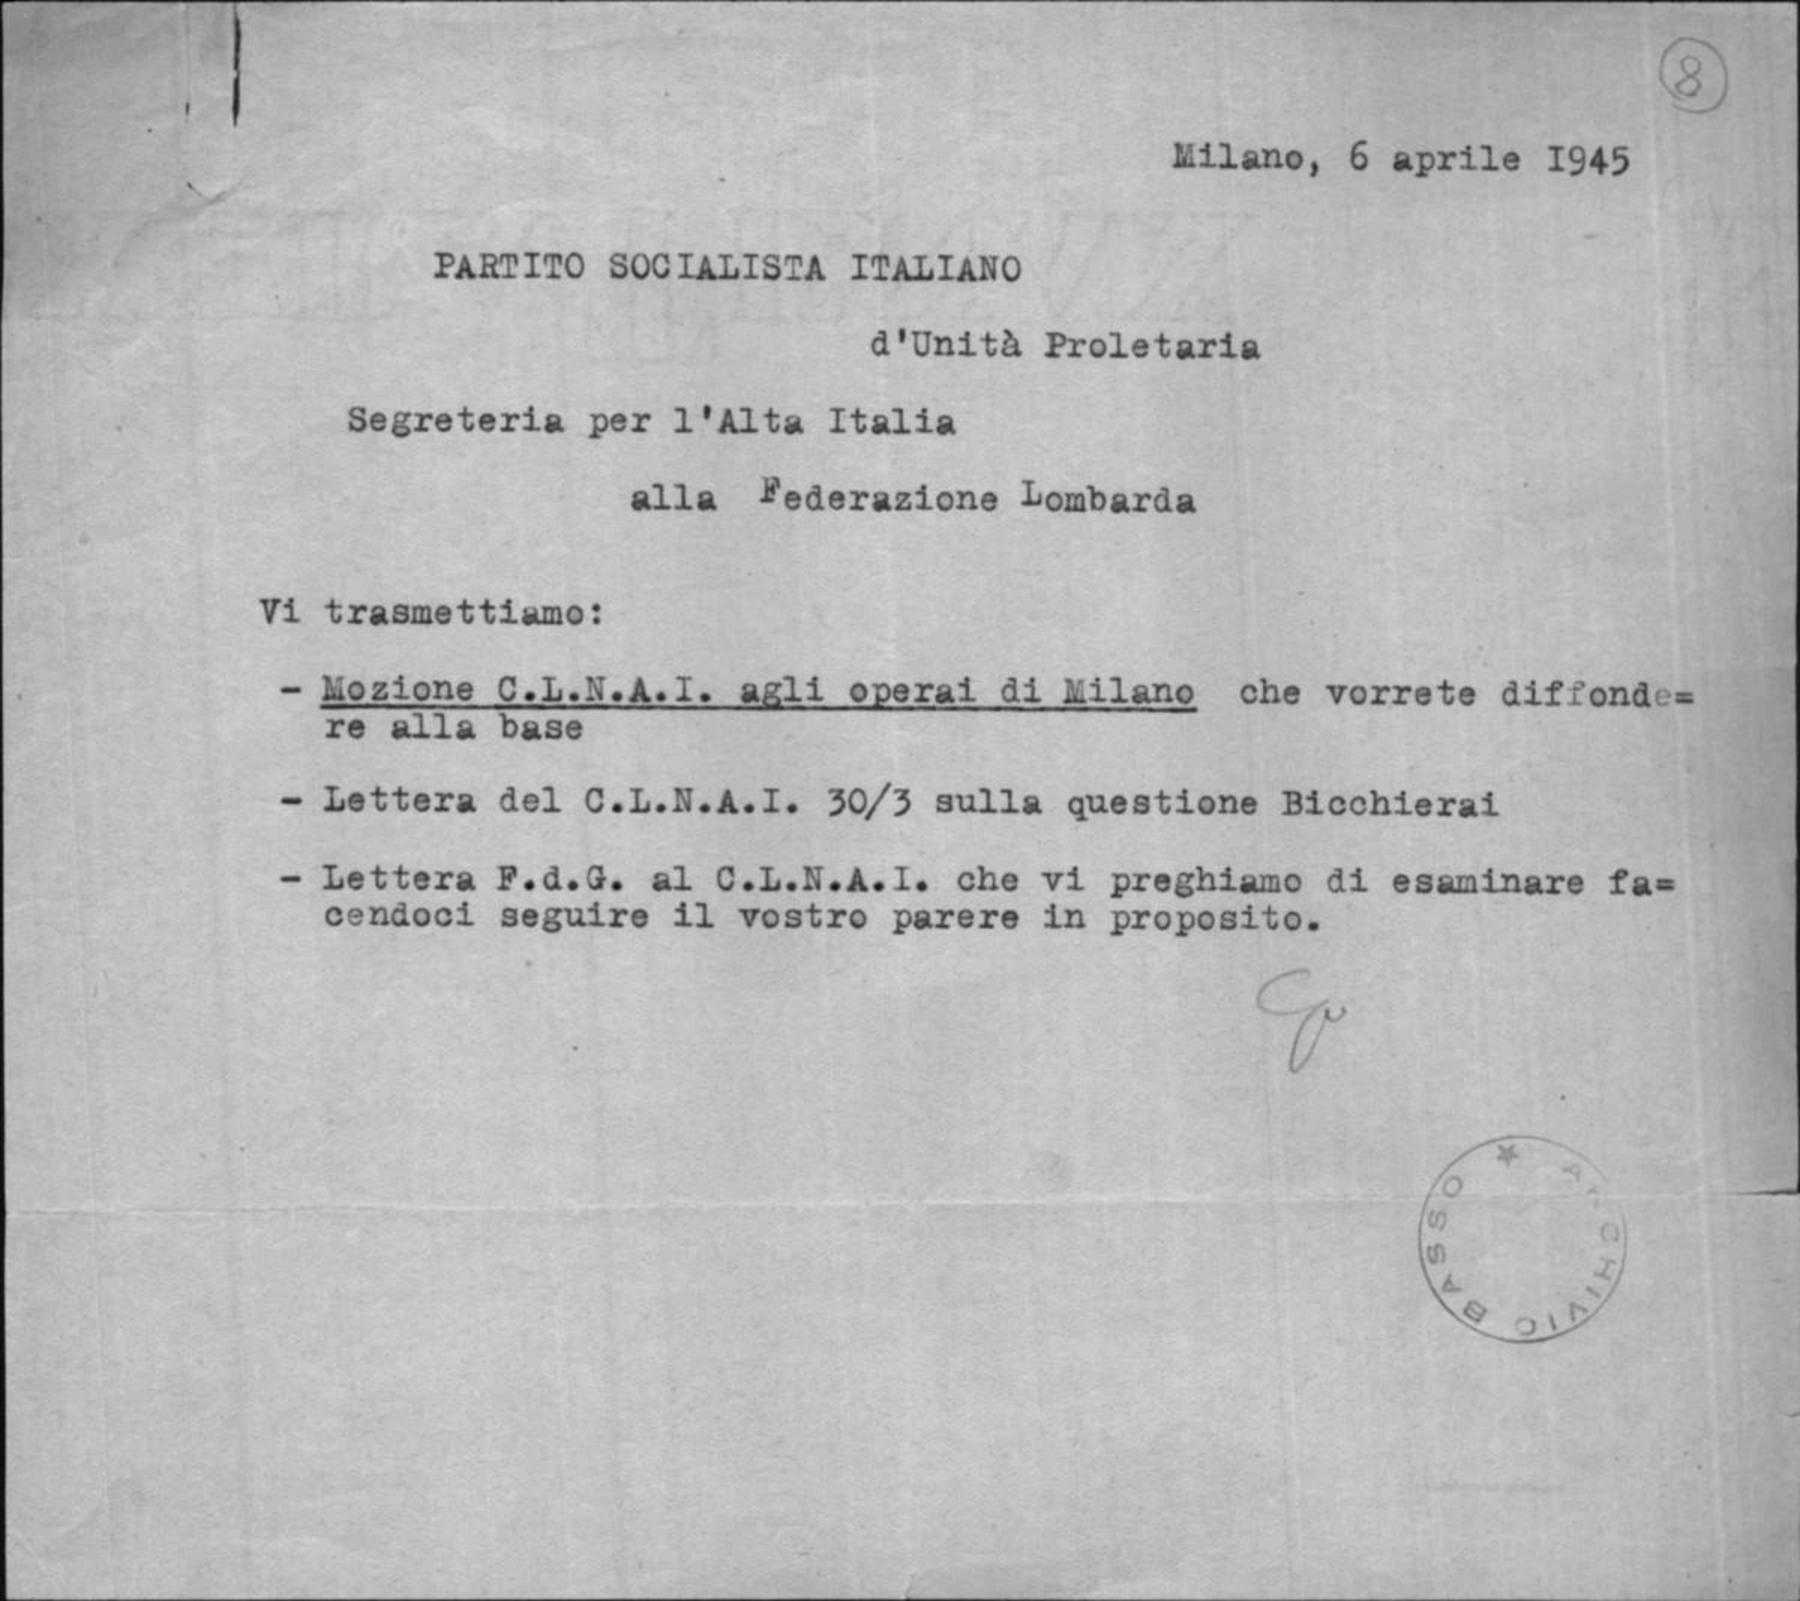 8
Milano, 6 aprile I945
PARTITO SOCIALISTA ITALIANO
d'Unità Proletaria
Segreteria per l'Alta Italia
alla Federazione Lombarda
Vi trasmettiamo:
- Mozione C.L.N.A.I. agli operai di Milano che vorrete diffonde=
re alla base
- Lettera del C.L.N.A.I. 30/3 sulla questione Bicchierai
- Lettera F.d.G. al C.L.N.A.I. che vi preghiamo di esaminare fa=
cendoci seguire il vostro parere in proposito.
ARCHIVIO BASSO